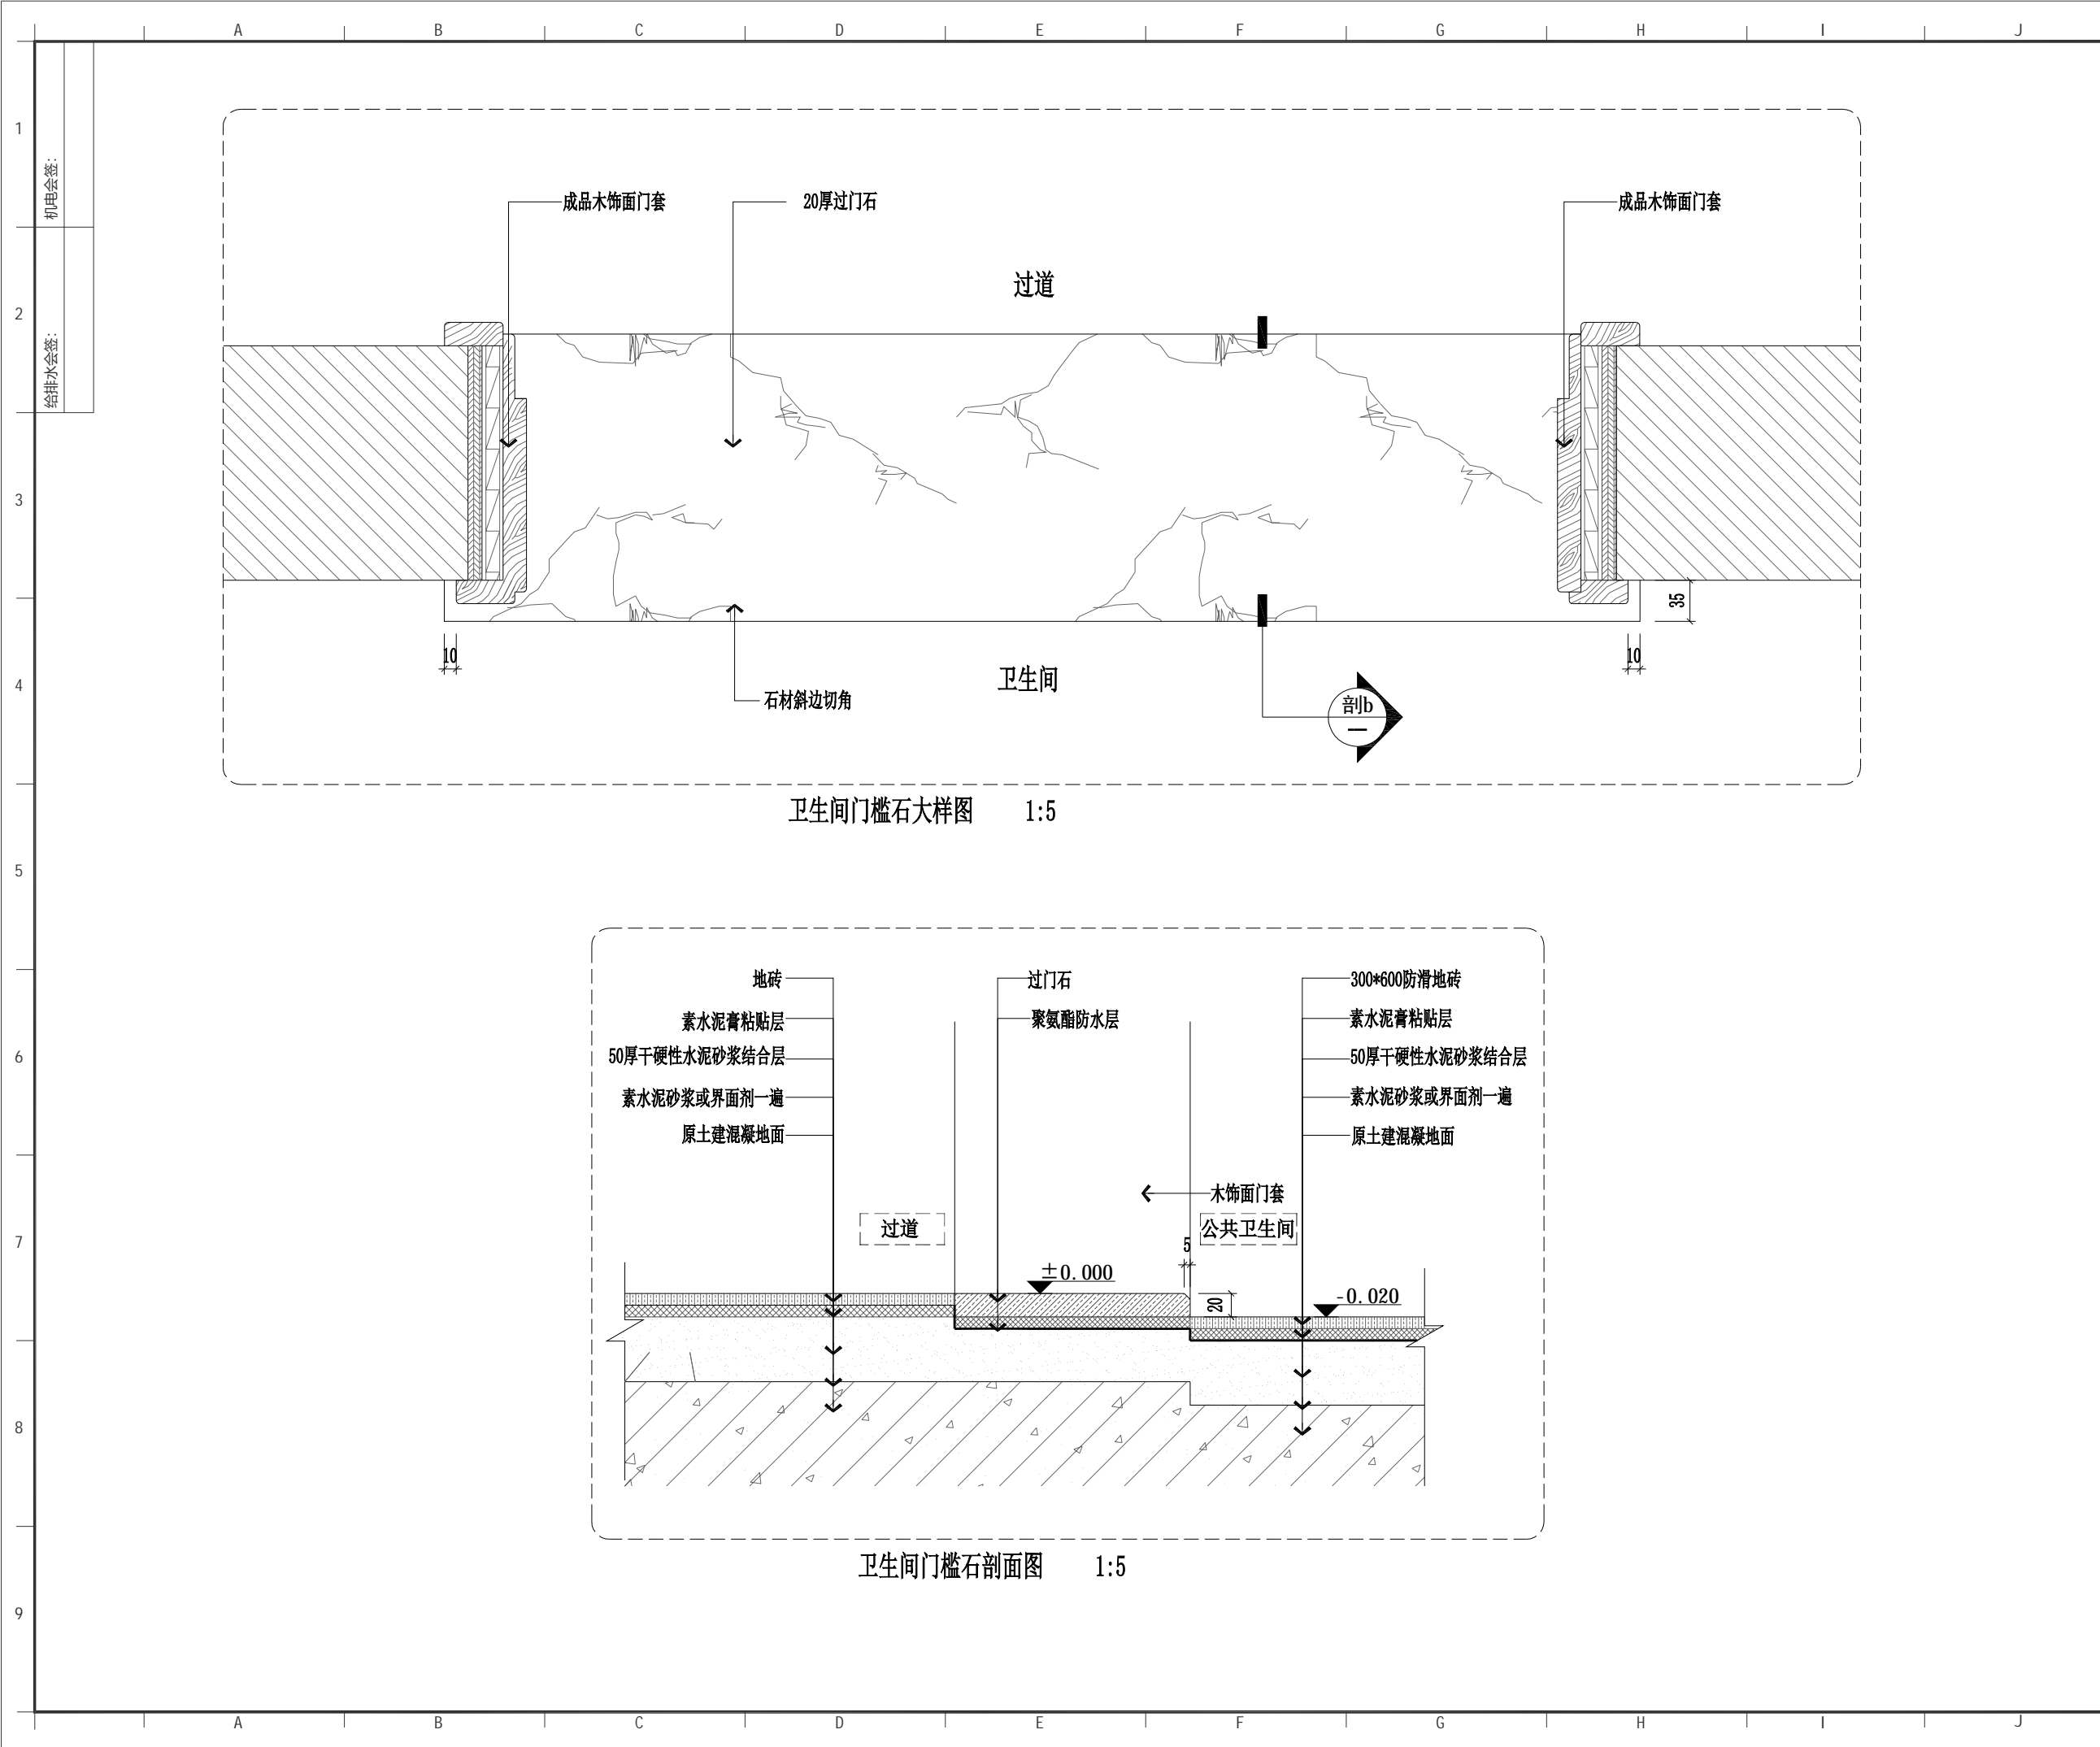 A B C D E F G H I J
1
机电会签:
成品木饰面门套
20厚过门石
成品木饰面门套
过道
2
给排水会签:
3
35
10
卫生间
10
4
石材斜边切角
剖b
卫生间门槛石大样图 1:5
5
地砖
过门石
300*600防滑地砖
素水泥膏粘贴层
聚氨酯防水层
素水泥膏粘贴层
6
50厚干硬性水泥砂浆结合层
50厚干硬性水泥砂浆结合层
素水泥砂浆或界面剂一遍
素水泥砂浆或界面剂一遍
原土建混凝地面
原土建混凝地面
木饰面门套
7
过道
公共卫生间
5
±0.000
20
-0.020
8
卫生间门槛石剖面图 1:5
9
A B C D E F G H I J